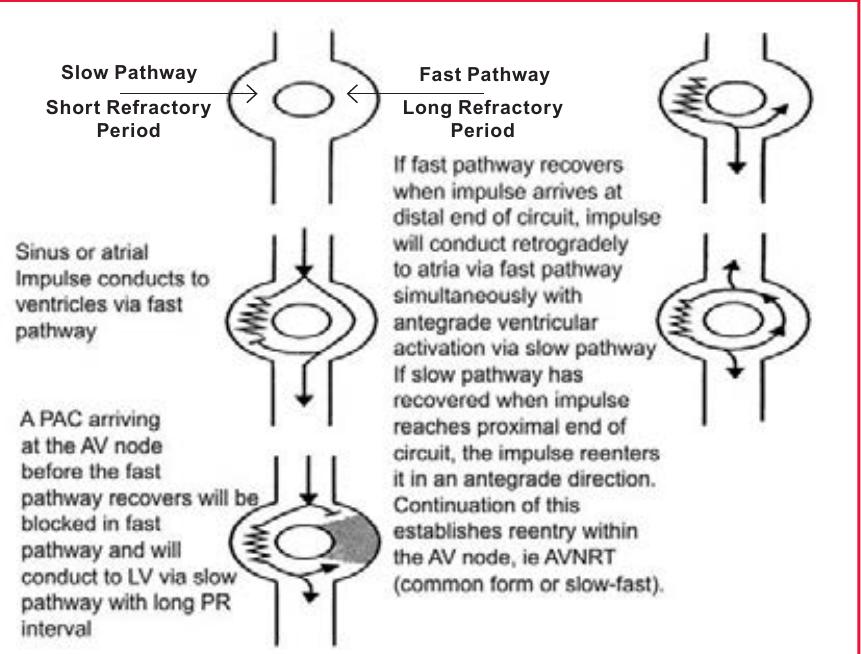 Slow Pathway
Short Refractory
Period
Fast Pathway
Long Refractory
Period
Sinus or atrial
Impulse conducts to
ventricles via fast
pathway
A PAC arriving
at the AV node
before the fast
pathway recovers will be
blocked in fast
pathway and will
conduct to LV via slow
pathway with long PR
interval
If fast pathway recovers
when impulse arrives at
distal end of circuit, impulse
will conduct retrogradely
to atria via fast pathway
simultaneously with
antegrade ventricular
activation via slow pathway
If slow pathway has
recovered when impulse
reaches proximal end of
circuit, the impulse reenters
it in an antegrade direction.
Continuation of this
establishes reentry within
the AV node, ie AVNRT
(common form or slow-fast).